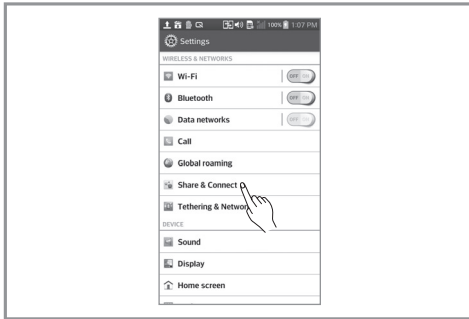 100% 1:07 PM
Settings
WIRELESS & NETWORKS
Wi-Fi
OFF ON
Bluetooth
OFF ON
Data networks
OFF ON
Call
Global roaming
Share & Connect
Tethering & Networ
DEVICE
Sound
Display
Home screen